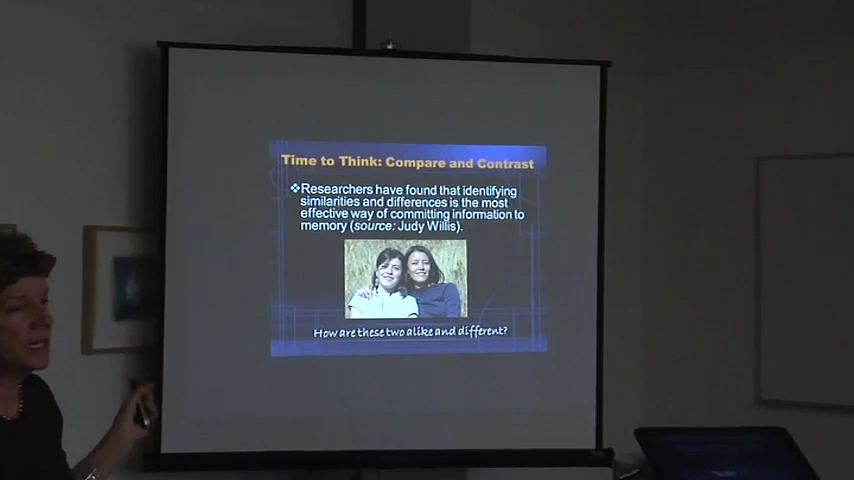 Time to Think: Compare and Contrast
❖Researchers have found that identifying
similarities and differences is the most
effective way of committing information to
memory (source: Judy Willis).
How are these two alike and different?